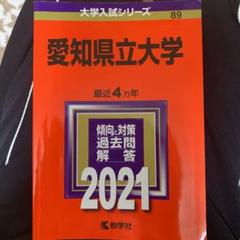 大学入試シリーズ
89
愛知県立大学
最近4カ年
傾向と対策
過去問
解答
2021
教学社